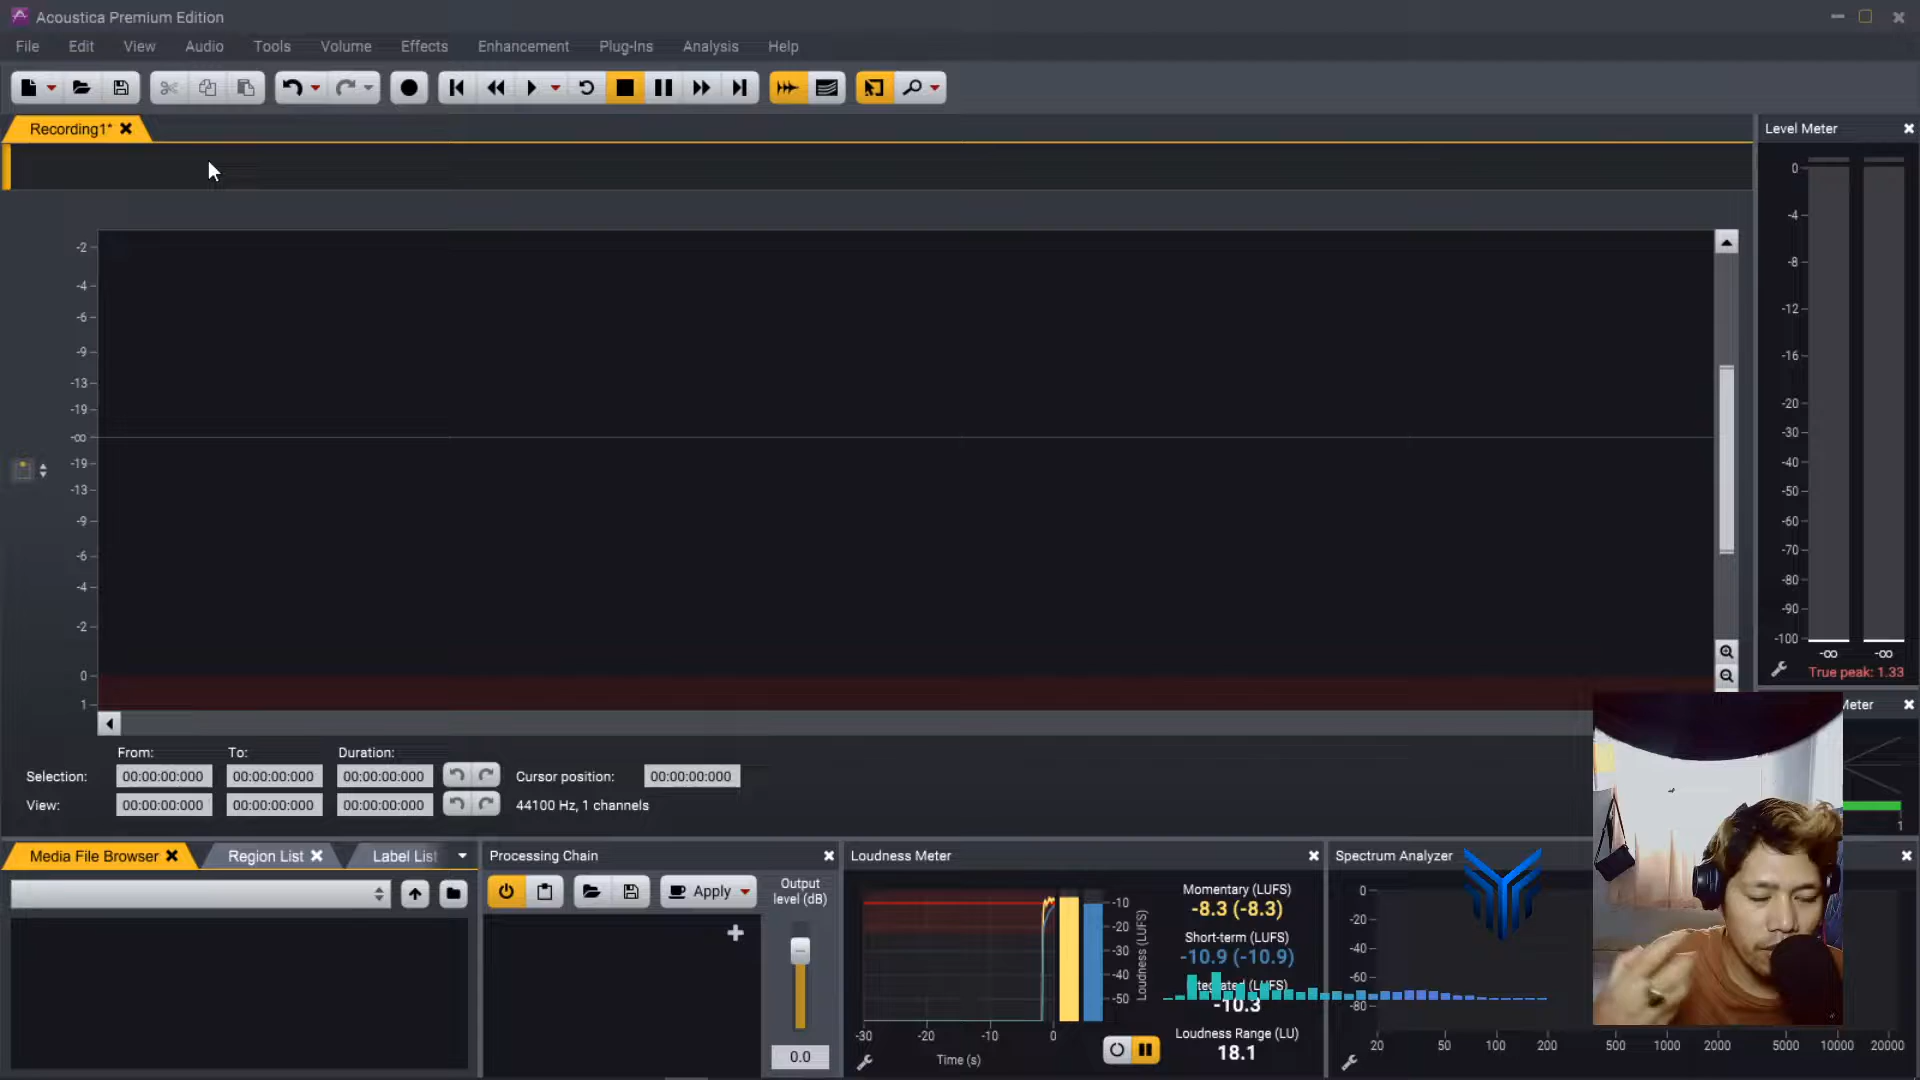 Acoustica Premium Edition
File Edit View Audio Tools Volume Effects Enhancement Plug-Ins Analysis Help
Recording1*
Level Meter
-2
-4
-6
-9
-13
-19
-∞
-19
-13
-9
-6
-4
-2
0
1
0
-4
-8
-12
-16
-20
-30
-40
-50
-60
-70
-80
-90
-100
-∞ -∞
True peak: 1.33
Meter
1
From: To: Duration:
Selection: 00:00:00:000 00:00:00:000 00:00:00:000 Cursor position: 00:00:00:000
View: 00:00:00:000 00:00:00:000 00:00:00:000 44100 Hz, 1 channels
Media File Browser Region List Label List
Processing Chain
Apply
Output level (dB)
0.0
Loudness Meter
-10
-20
-30
-40
-50
Loudness (LUFS)
-30 -20 -10 0
Time (s)
Momentary (LUFS)
-8.3 (-8.3)
Short-term (LUFS)
-10.9 (-10.9)
Integrated (LUFS)
-10.3
Loudness Range (LU)
18.1
Spectrum Analyzer
0
-20
-40
-60
-80
20 50 100 200 500 1000 2000 5000 10000 20000